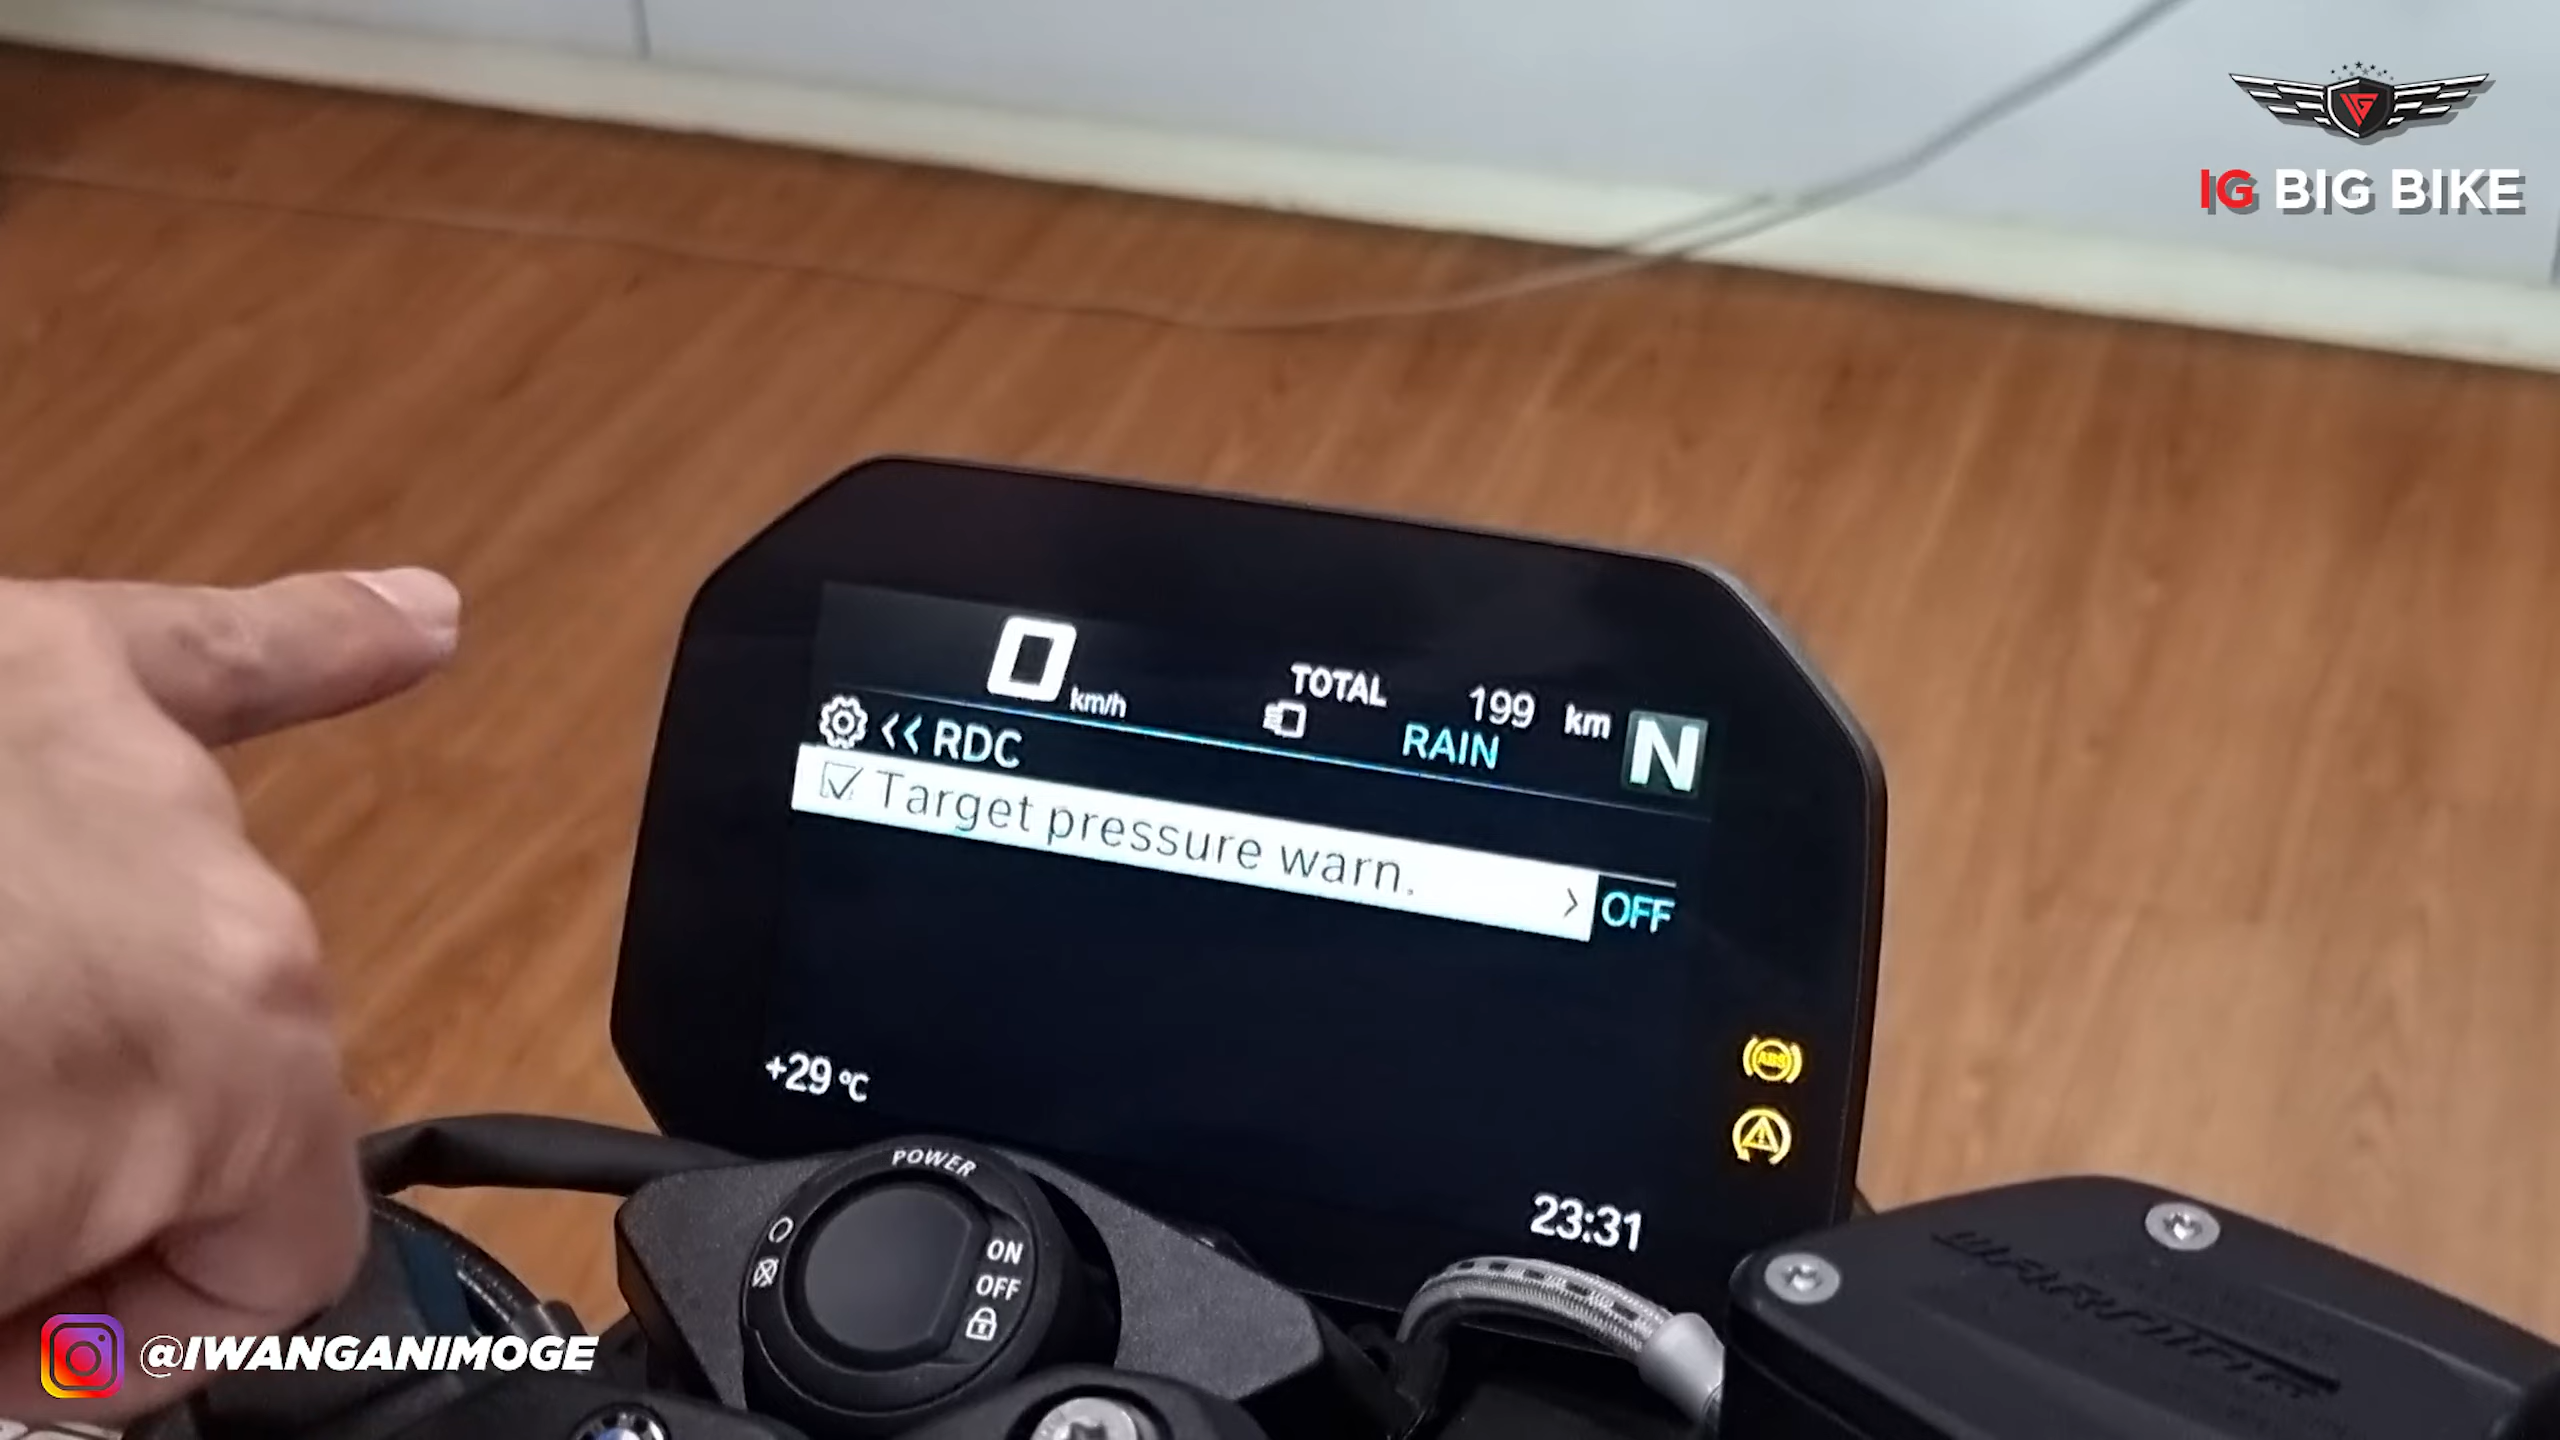 IG BIG BIKE
0 km/h
TOTAL 199 km
RAIN
N
<< RDC
Target pressure warn. > OFF
ABS
+29 °C
23:31
POWER
ON
OFF
@IWANGANIMOGE